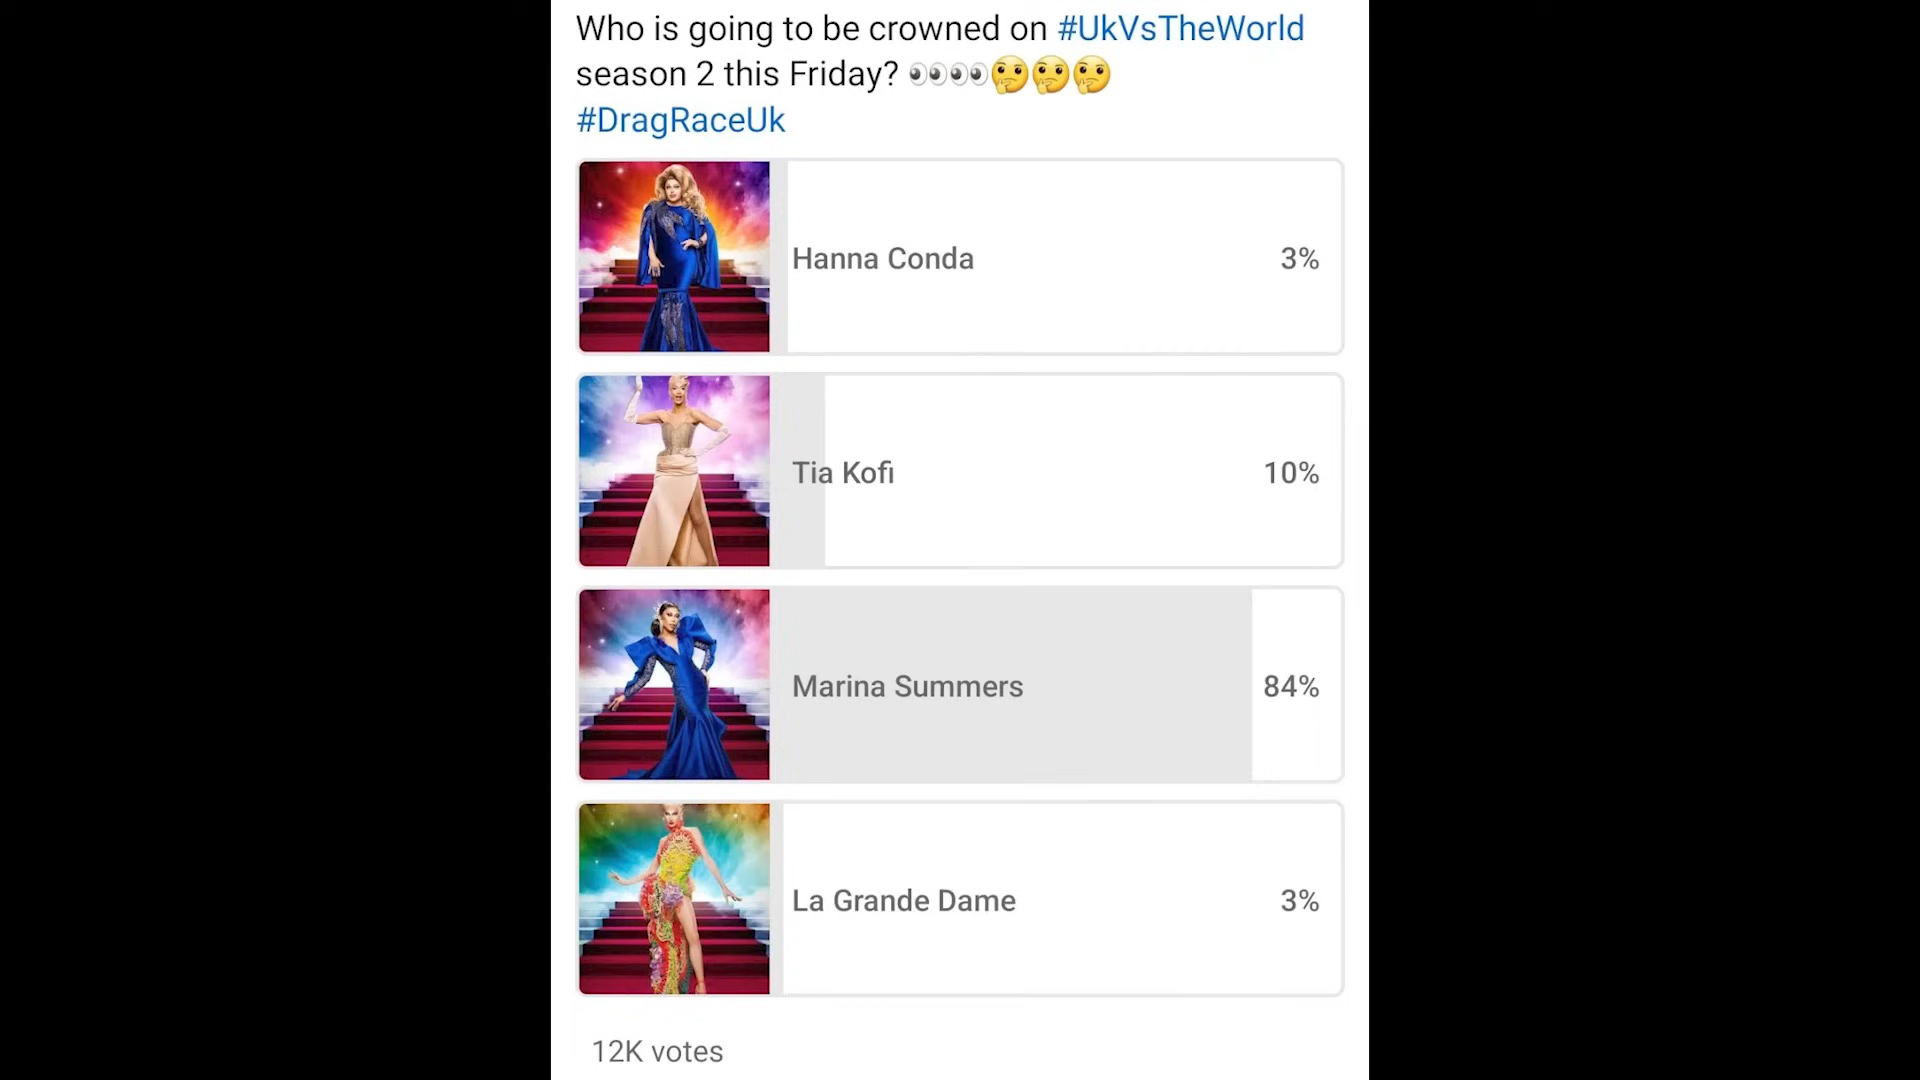 Who is going to be crowned on #UkVsTheWorld
season 2 this Friday? 👀👀🤔🤔🤔
#DragRaceUk
Hanna Conda 3%
Tia Kofi 10%
Marina Summers 84%
La Grande Dame 3%
12K votes